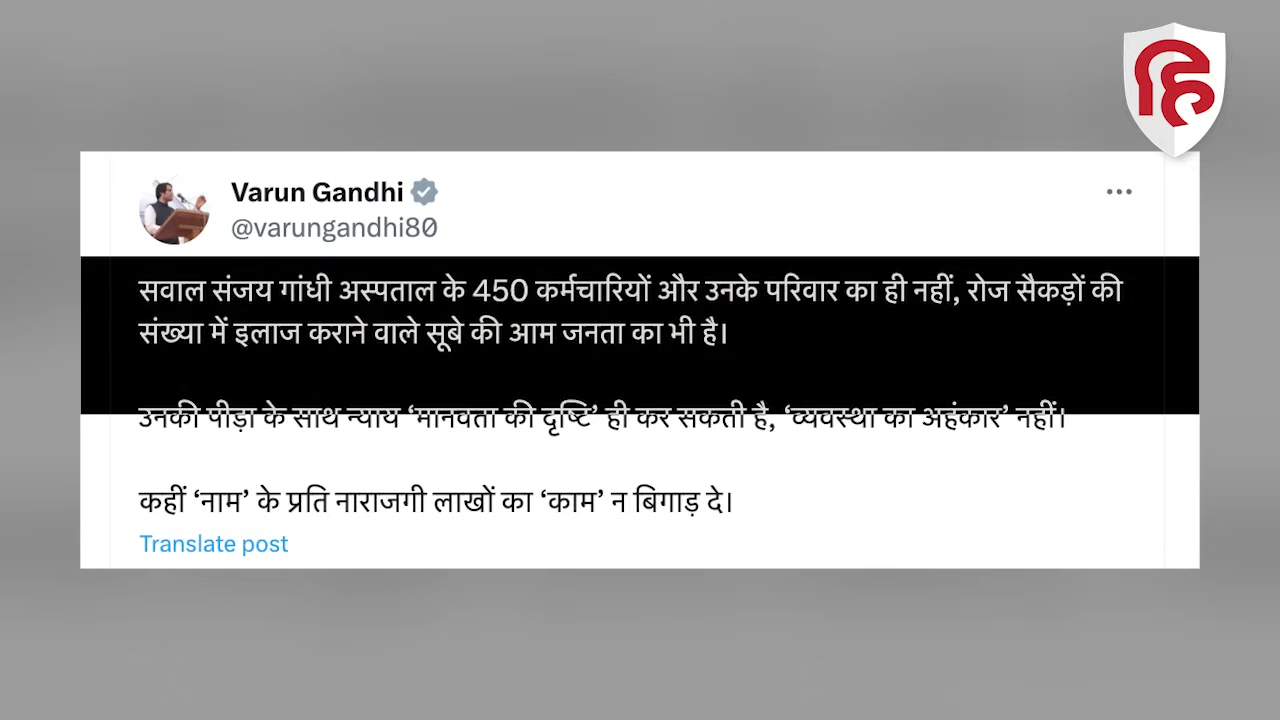 हि
Varun Gandhi
@varungandhi80
सवाल संजय गांधी अस्पताल के 450 कर्मचारियों और उनके परिवार का ही नहीं, रोज सैकड़ों की
संख्या में इलाज कराने वाले सूबे की आम जनता का भी है।
उनकी पीड़ा के साथ न्याय ‘मानवता की दृष्टि’ ही कर सकती है, ‘व्यवस्था का अहंकार’ नहीं।
कहीं ‘नाम’ के प्रति नाराजगी लाखों का ‘काम’ न बिगाड़ दे।
Translate post